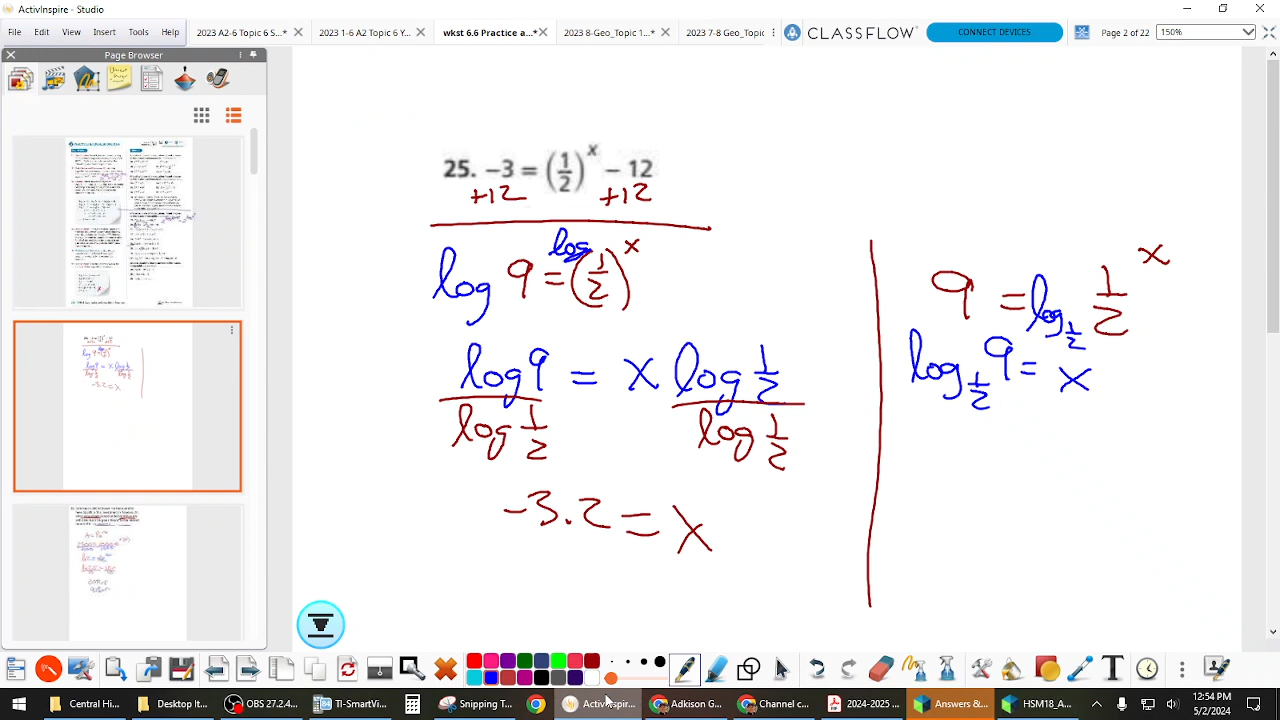 ActivInspire - Studio
File Edit View Insert Tools Help
2023 A2-6 Topic 6 S...* 2023 1-6 A2 Topic 6 Y... wkst 6.6 Practice a...* 2023 8-Geo_Topic 1...* 2023 7-8 Geo_Topic
CLASSFLOW CONNECT DEVICES Page 2 of 22 150%
Page Browser
25. -3 = (1/2)^x - 12
+12 +12
log 9 = log (1/2)^x
log 9 = x log 1/2
log 1/2 log 1/2
-3.2 = x
9 = log_1/2 1/2^x
log_1/2 9 = x
T
Central Hi... Desktop It... OBS 27.2.4... T-SmartVi... Snipping T... ActivInspir... Adkison G... Channel c... 2024-2025 ... Answers &... HSM18_A...
12:54 PM
5/2/2024